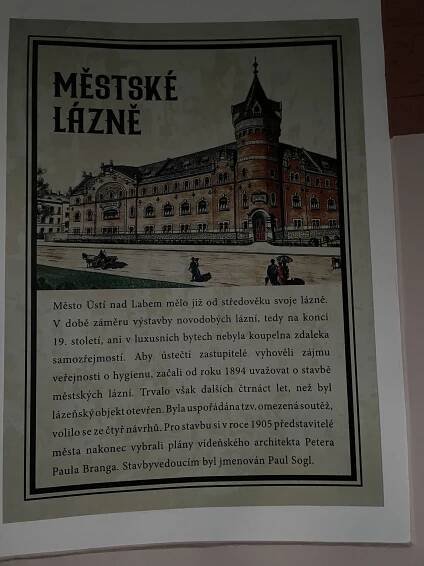 MĚSTSKÉ
LÁZNĚ
Město Ústí nad Labem mělo již od středověku svoje lázně.
V době záměru výstavby novodobých lázní, tedy na konci
19. století, ani v luxusních bytech nebyla koupelna zdaleka
samozřejmostí. Aby ústečtí zastupitelé vyhověli zájmu
veřejnosti o hygienu, začali od roku 1894 uvažovat o stavbě
městských lázní. Trvalo však dalších čtrnáct let, než byl
lázeňský objekt otevřen. Byla uspořádána tzv. omezená soutěž,
volilo se ze čtyř návrhů. Pro stavbu si v roce 1905 představitelé
města nakonec vybrali plány vídeňského architekta Petera
Paula Branga. Stavbyvedoucím byl jmenován Paul Sogl.